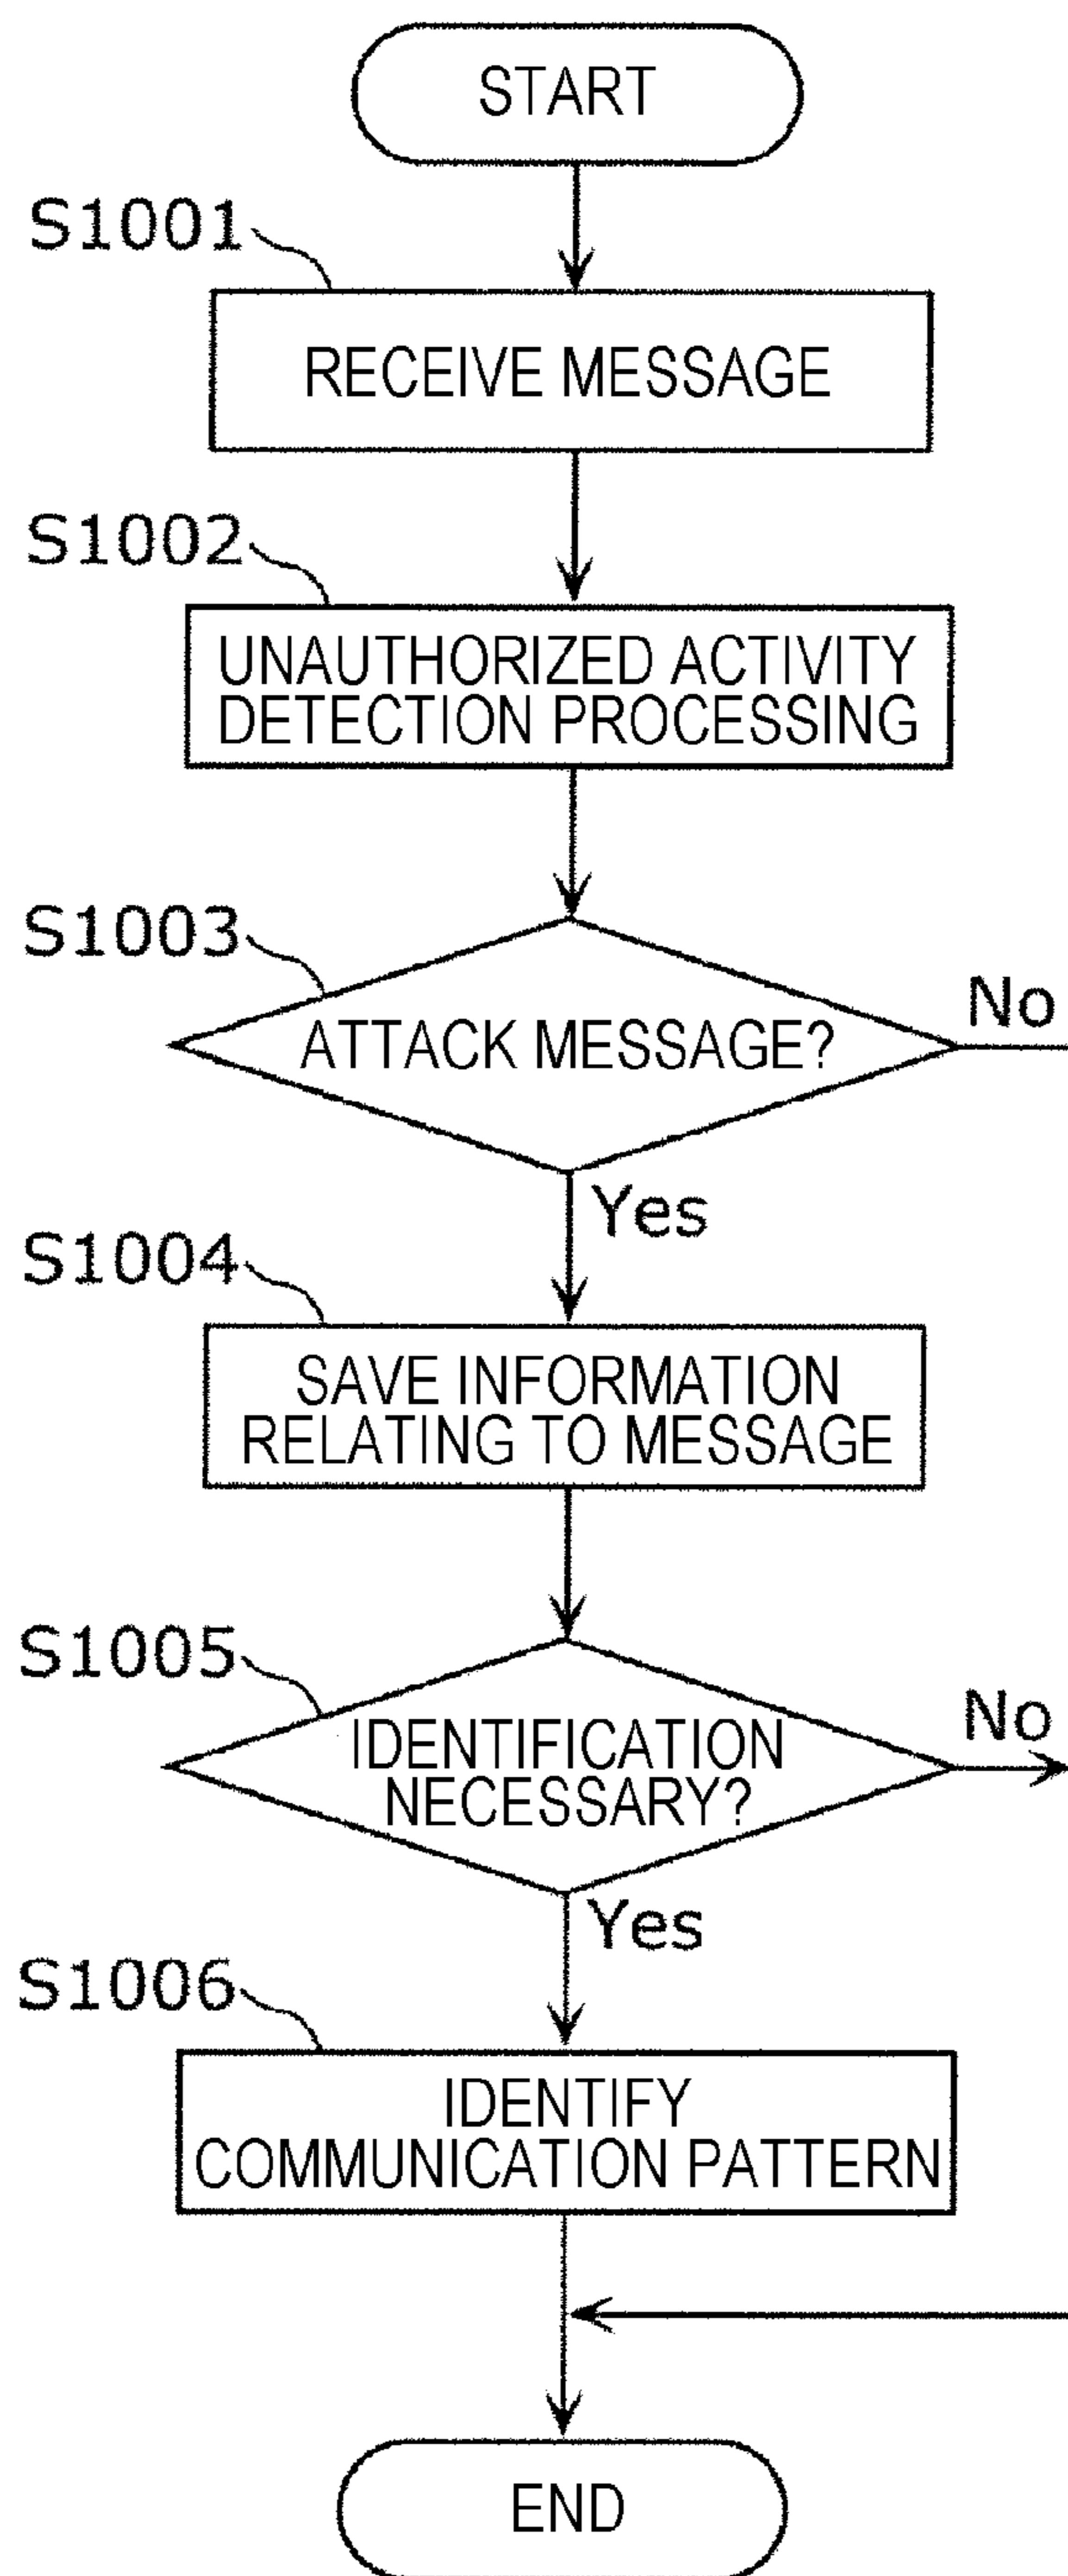 START
S1001
RECEIVE MESSAGE
S1002
UNAUTHORIZED ACTIVITY
DETECTION PROCESSING
S1003
ATTACK MESSAGE?
No
Yes
S1004
SAVE INFORMATION
RELATING TO MESSAGE
S1005
IDENTIFICATION
NECESSARY?
No
Yes
S1006
IDENTIFY
COMMUNICATION PATTERN
END